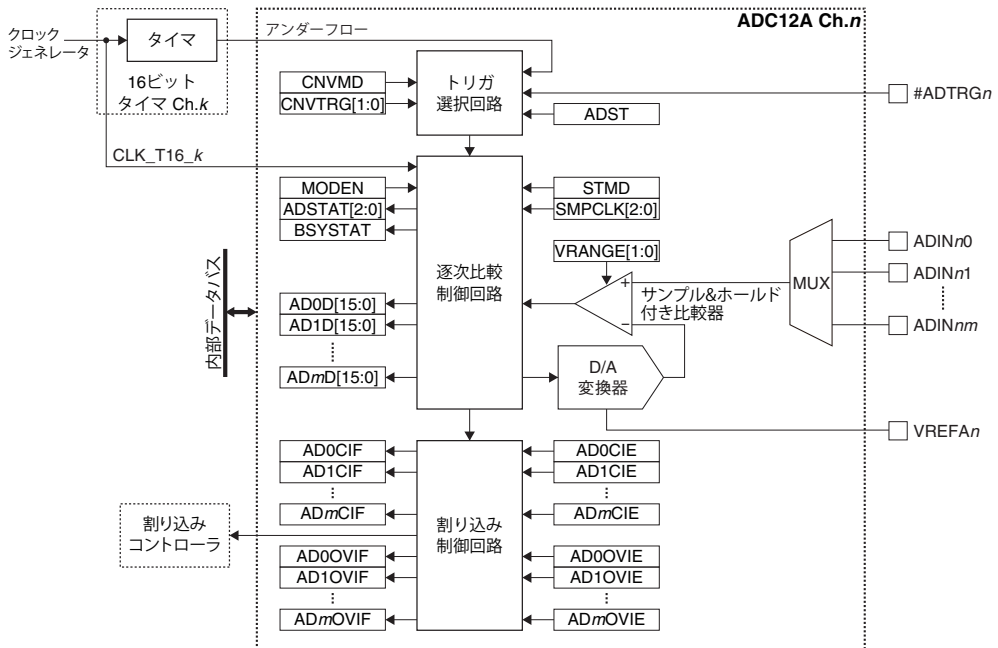 ADC12A Ch.n
クロック
ジェネレータ
タイマ
16ビット
タイマ Ch.k
アンダーフロー
CNVMD
CNVTRG[1:0]
トリガ
選択回路
ADST
#ADTRGn
CLK_T16_k
MODEN
ADSTAT[2:0]
BSYSTAT
STMD
SMPCLK[2:0]
VRANGE[1:0]
逐次比較
制御回路
+
−
サンプル&ホールド
付き比較器
MUX
ADINn0
ADINn1
ADINnm
内部データバス
AD0D[15:0]
AD1D[15:0]
ADmD[15:0]
D/A
変換器
VREFAn
AD0CIF
AD1CIF
ADmCIF
AD0OVIF
AD1OVIF
ADmOVIF
割り込み
制御回路
AD0CIE
AD1CIE
ADmCIE
AD0OVIE
AD1OVIE
ADmOVIE
割り込み
コントローラ